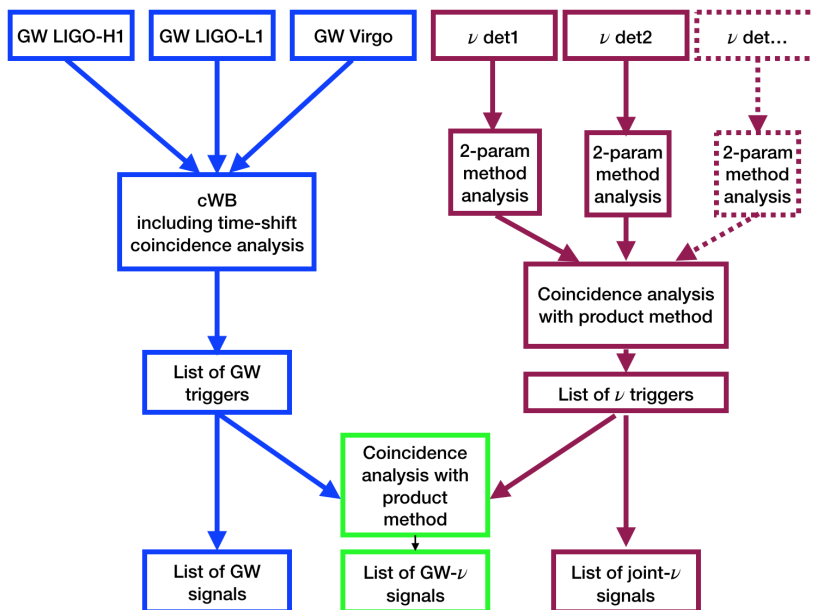 GW LIGO-H1
GW LIGO-L1
GW Virgo
ν det1
ν det2
ν det...
2-param
method
analysis
2-param
method
analysis
2-param
method
analysis
cWB
including time-shift
coincidence analysis
Coincidence analysis
with product method
List of GW
triggers
List of ν triggers
Coincidence
analysis with
product
method
List of GW
signals
List of GW-ν
signals
List of joint-ν
signals